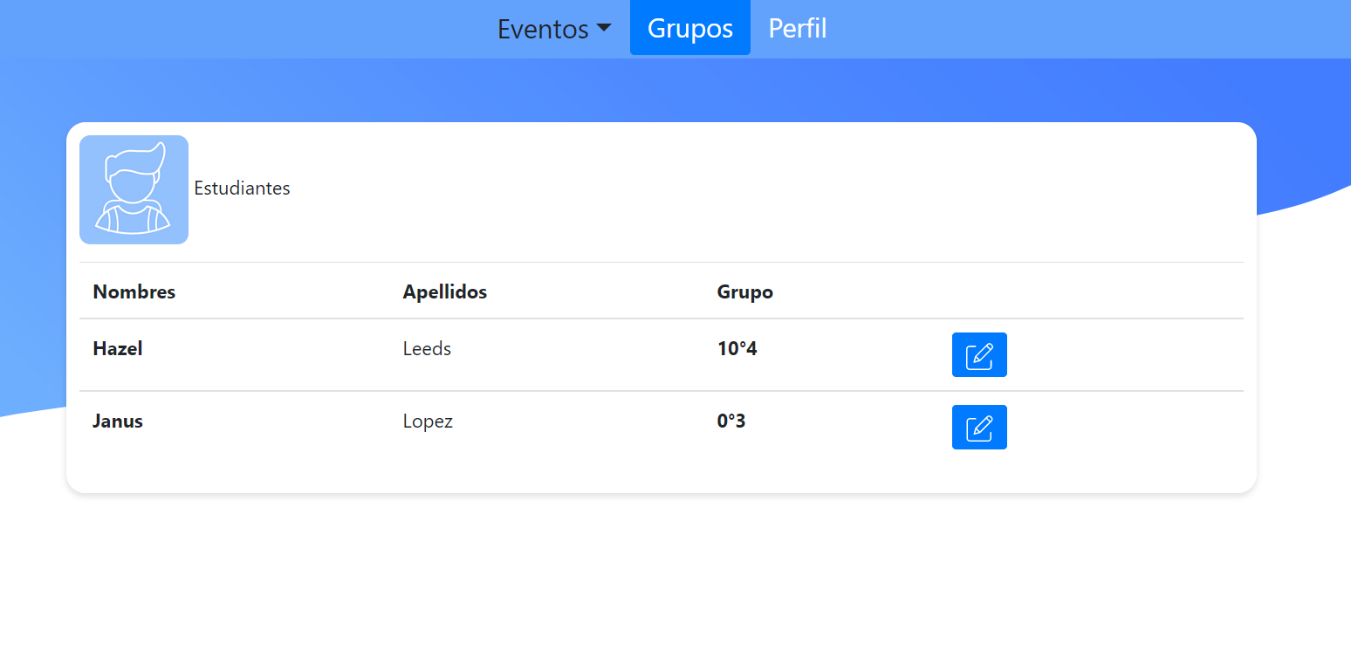 Eventos Grupos Perfil
Estudiantes
Nombres Apellidos Grupo
Hazel Leeds 10°4
Janus Lopez 0°3